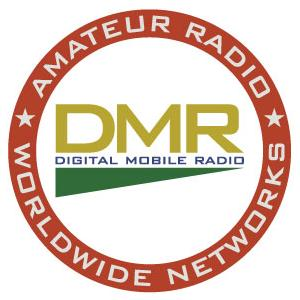 AMATEUR RADIO
DMR
DIGITAL MOBILE RADIO
WORLDWIDE NETWORKS